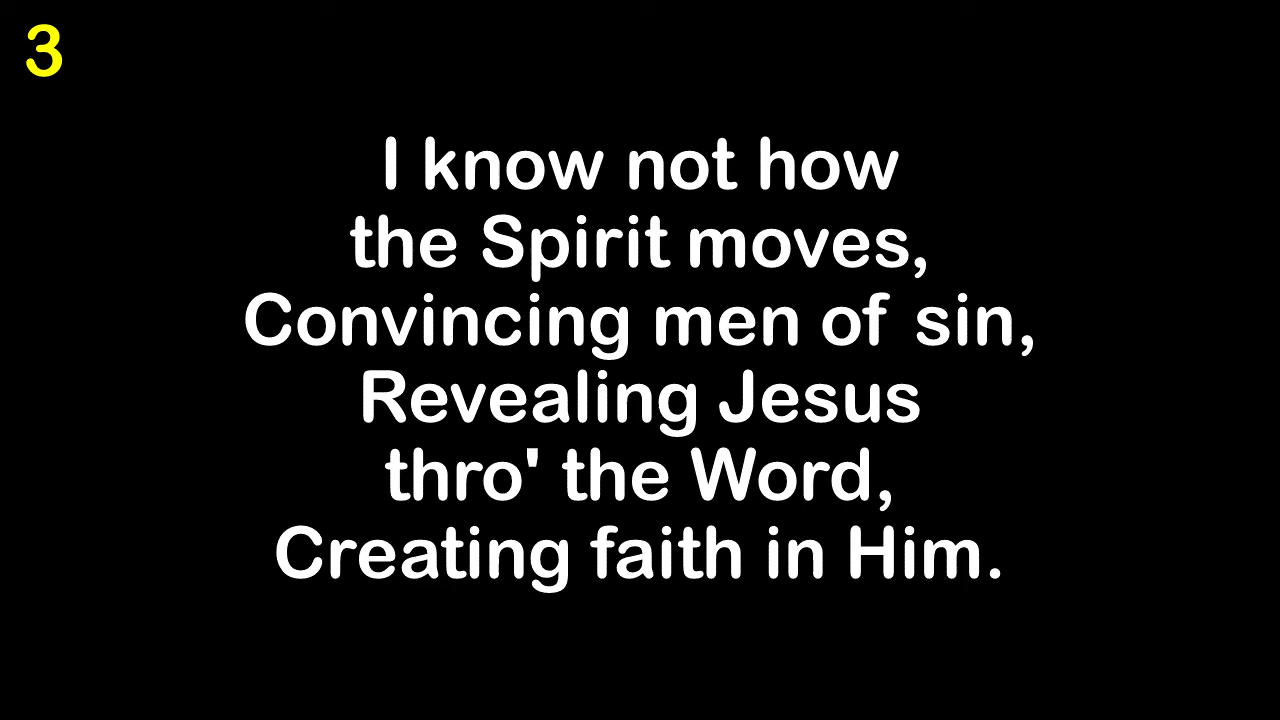 3
I know not how
the Spirit moves,
Convincing men of sin,
Revealing Jesus
thro' the Word,
Creating faith in Him.